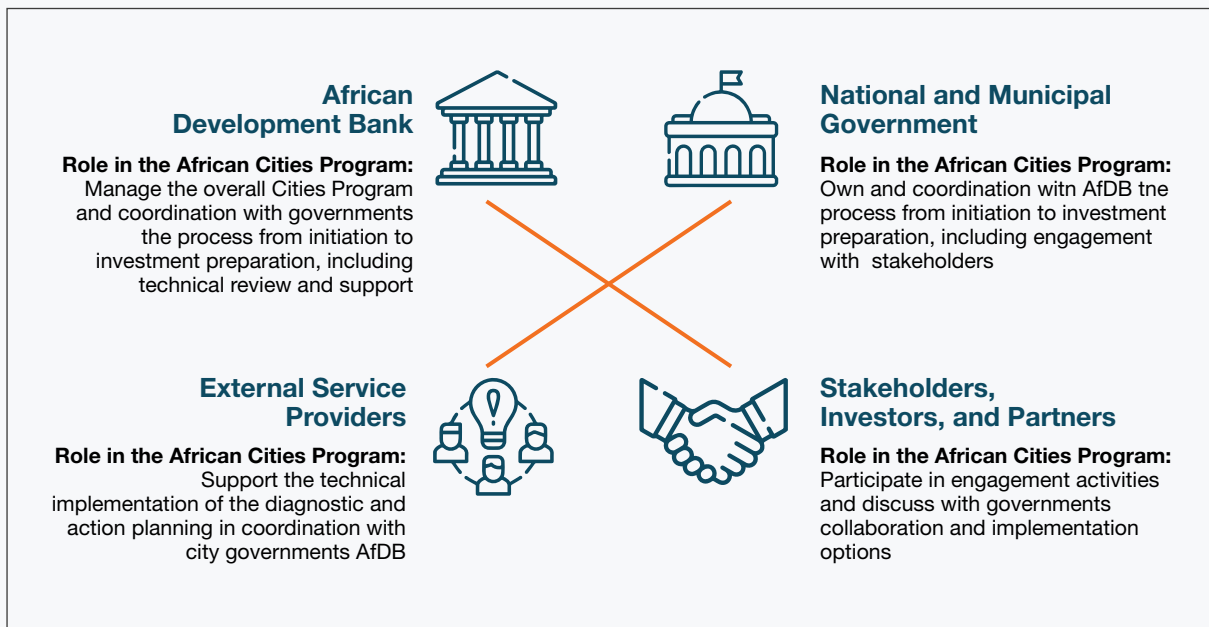 African
Development Bank
Role in the African Cities Program:
Manage the overall Cities Program
and coordination with governments
the process from initiation to
investment preparation, including
technical review and support
National and Municipal
Government
Role in the African Cities Program:
Own and coordination witn AfDB tne
process from initiation to investment
preparation, including engagement
with stakeholders
External Service
Providers
Role in the African Cities Program:
Support the technical
implementation of the diagnostic and
action planning in coordination with
city governments AfDB
Stakeholders,
Investors, and Partners
Role in the African Cities Program:
Participate in engagement activities
and discuss with governments
collaboration and implementation
options